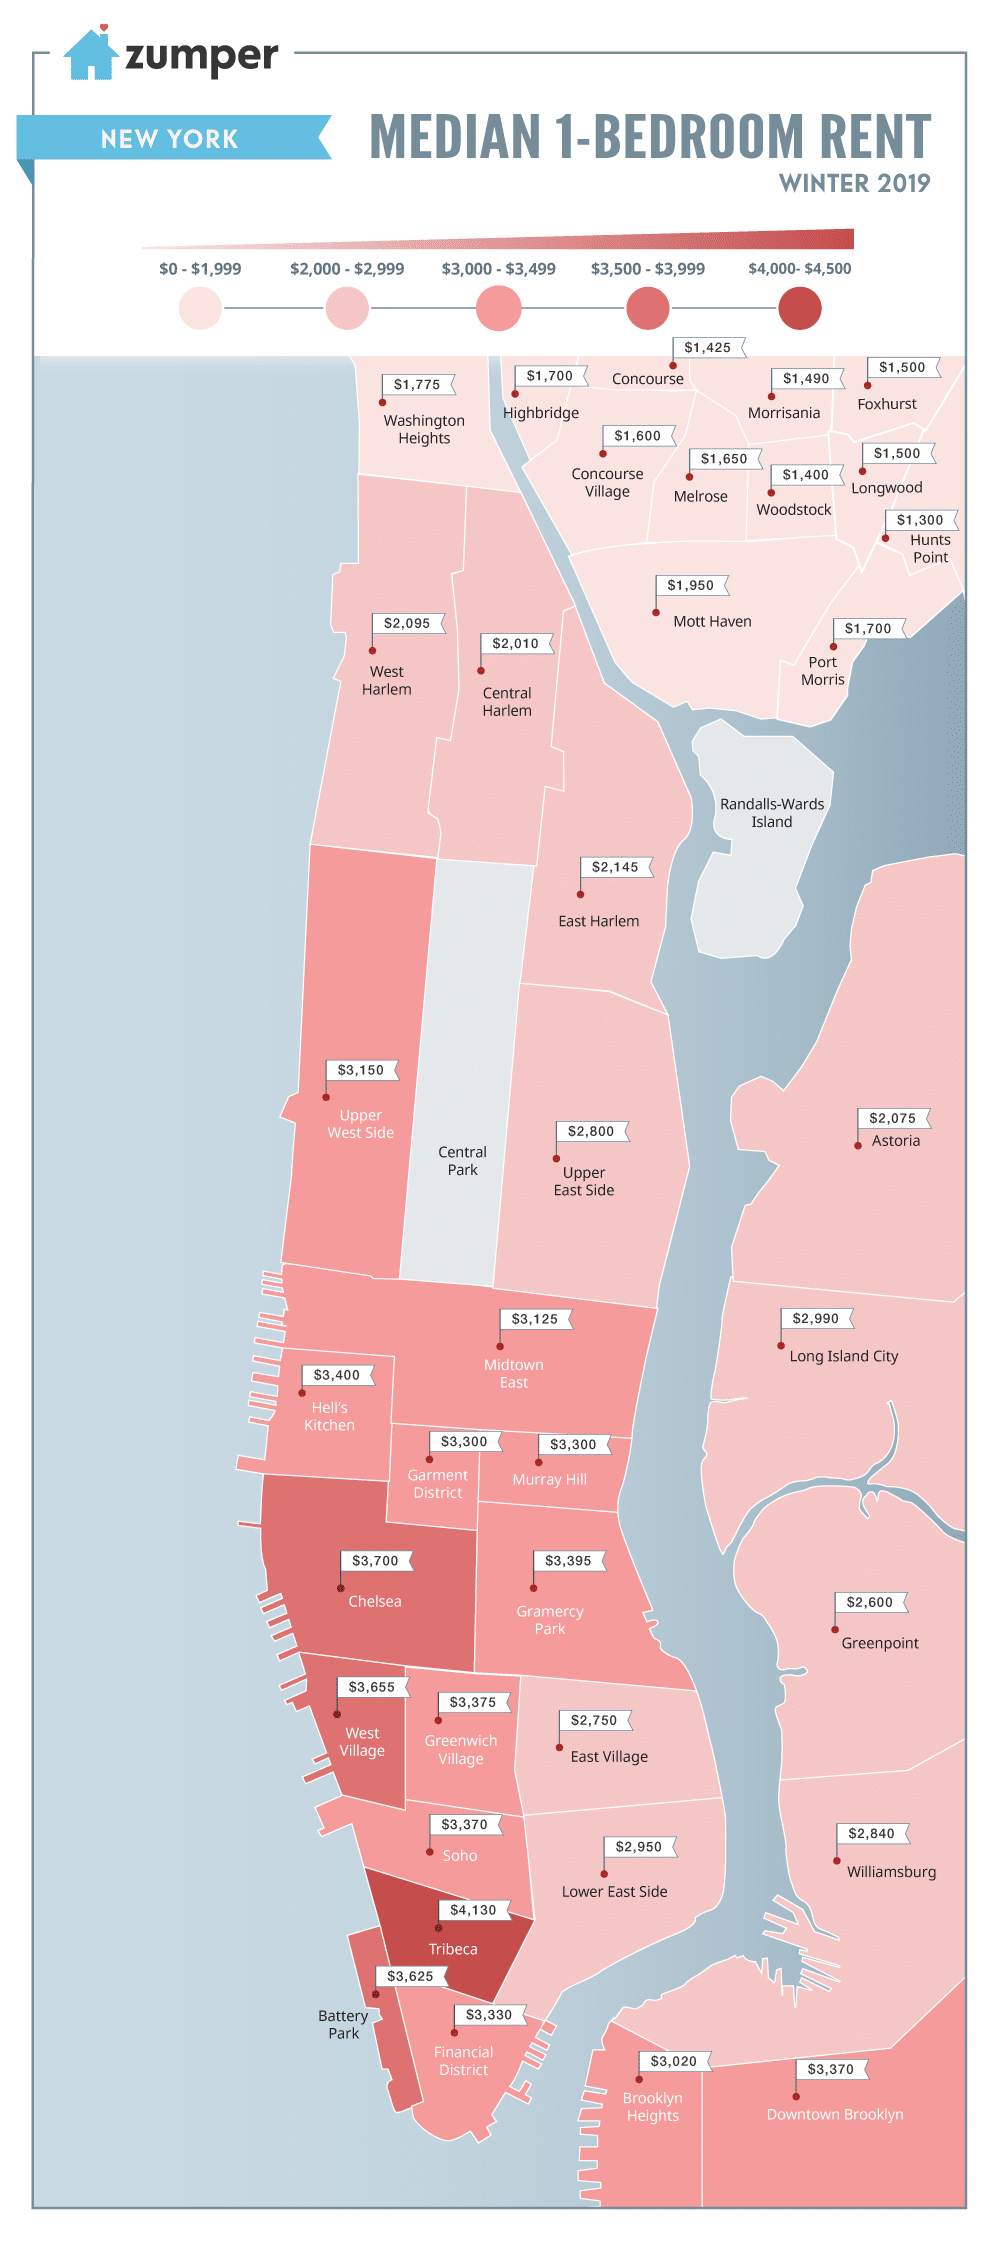 zumper
NEW YORK
MEDIAN 1-BEDROOM RENT
WINTER 2019
$0 - $1,999
$2,000 - $2,999
$3,000 - $3,499
$3,500 - $3,999
$4,000- $4,500
$1,425
Concourse
$1,775
Washington
Heights
$1,700
Highbridge
$1,490
Morrisania
$1,500
Foxhurst
$1,600
Concourse
Village
$1,650
Melrose
$1,400
Woodstock
$1,500
Longwood
$1,300
Hunts
Point
$1,950
Mott Haven
$1,700
Port
Morris
$2,095
West
Harlem
$2,010
Central
Harlem
Randalls-Wards
Island
$2,145
East Harlem
$3,150
Upper
West Side
Central
Park
$2,800
Upper
East Side
$2,075
Astoria
$3,125
Midtown
East
$2,990
Long Island City
$3,400
Hell's
Kitchen
$3,300
Garment
District
$3,300
Murray Hill
$3,700
Chelsea
$3,395
Gramercy
Park
$2,600
Greenpoint
$3,655
West
Village
$3,375
Greenwich
Village
$2,750
East Village
$3,370
Soho
$2,950
Lower East Side
$2,840
Williamsburg
$4,130
Tribeca
$3,625
Battery
Park
$3,330
Financial
District
$3,020
Brooklyn
Heights
$3,370
Downtown Brooklyn